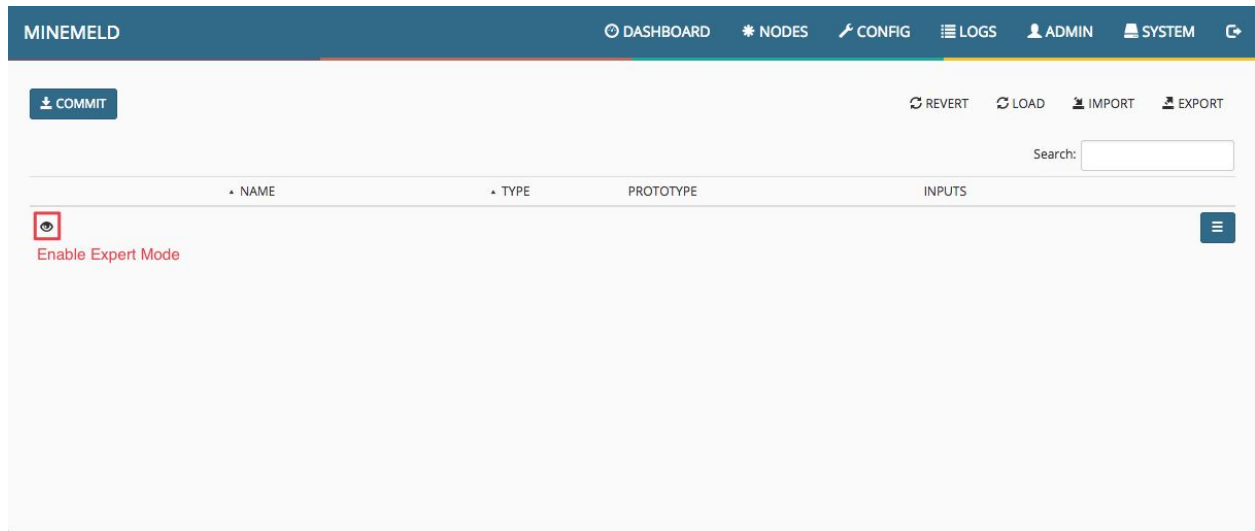 MINEMELD DASHBOARD NODES CONFIG LOGS ADMIN SYSTEM
COMMIT REVERT LOAD IMPORT EXPORT
Search:
NAME TYPE PROTOTYPE INPUTS
Enable Expert Mode